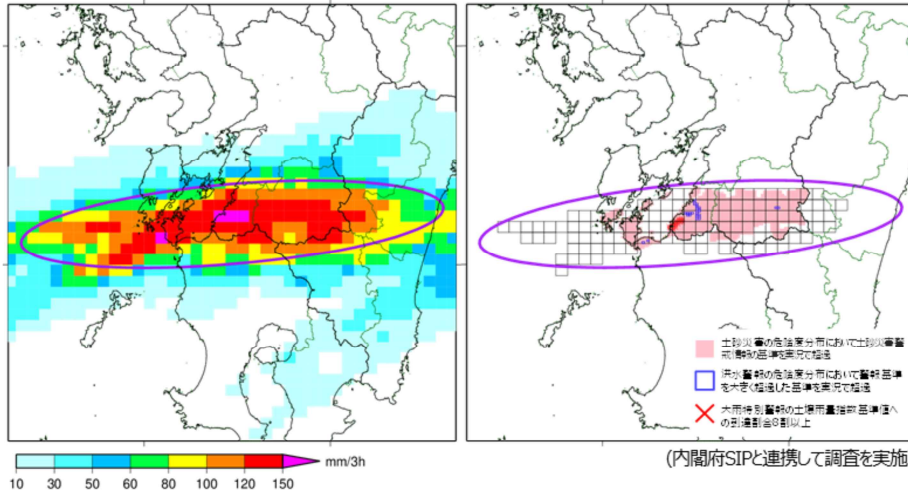 土砂災害の危険度分布において土砂災害警
戒情報の基準を実況で超過
洪水警報の危険度分布において警報基準
を大きく超過した基準を実況で超過
大雨特別警報の土壌雨量指数基準値へ
の到達割合8割以上
mm/3h
10 30 50 60 80 100 120 150
(内閣府SIPと連携して調査を実施